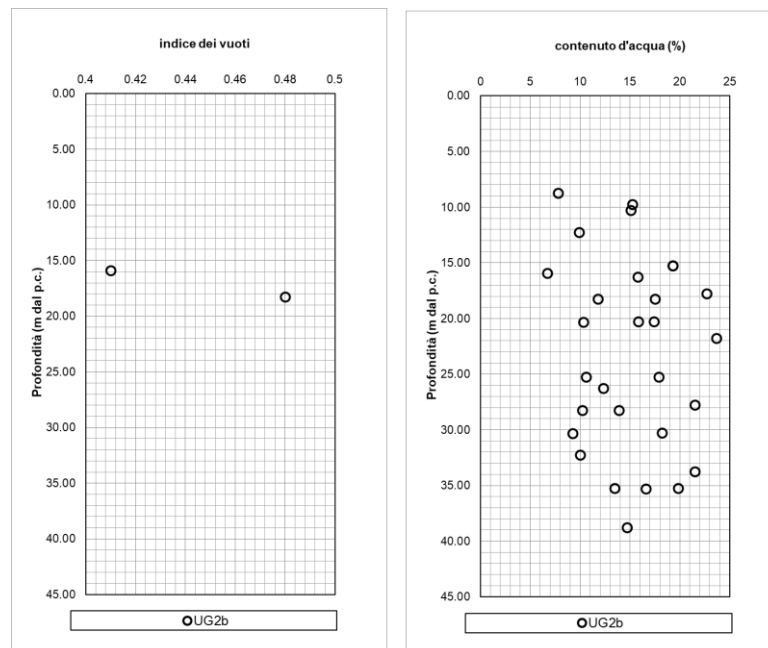 indice dei vuoti
0.4 0.42 0.44 0.46 0.48 0.5
0.00
5.00
10.00
15.00
20.00
25.00
30.00
35.00
40.00
45.00
Profondità (m dal p.c.)
UG2b
contenuto d'acqua (%)
0 5 10 15 20 25
0.00
5.00
10.00
15.00
20.00
25.00
30.00
35.00
40.00
45.00
Profondità (m dal p.c.)
UG2b